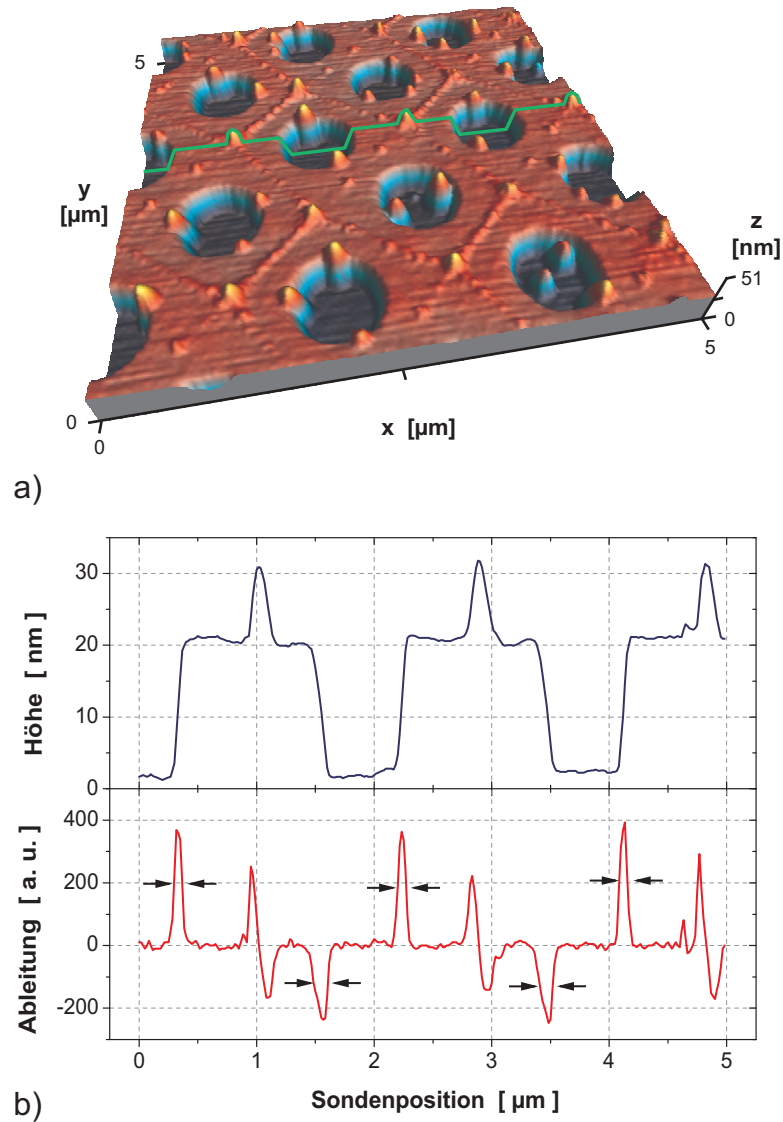 5
y
[µm]
z
[nm]
51
0
5
0
0
x [µm]
a)
30
20
10
0
Höhe [ nm ]
400
200
0
-200
Ableitung [ a. u. ]
0 1 2 3 4 5
Sondenposition [ µm ]
b)